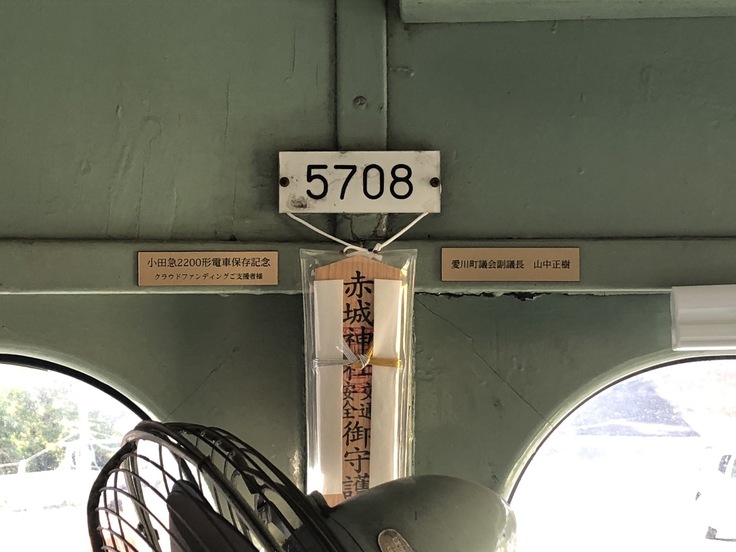 5708
小田急2200形電車保存記念
クラウドファンディングご支援者様
愛川町議会副議長 山中正樹
赤城神社交通安全御守護